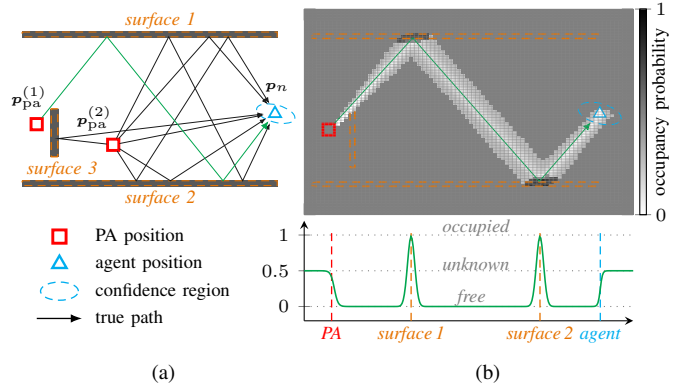 surface 1
p_pa^(1)
p_pa^(2)
p_n
surface 3
surface 2
PA position
agent position
confidence region
true path
(a)
1
occupancy probability
0
occupied
1
unknown
0.5
free
0
PA
surface 1
surface 2
agent
(b)